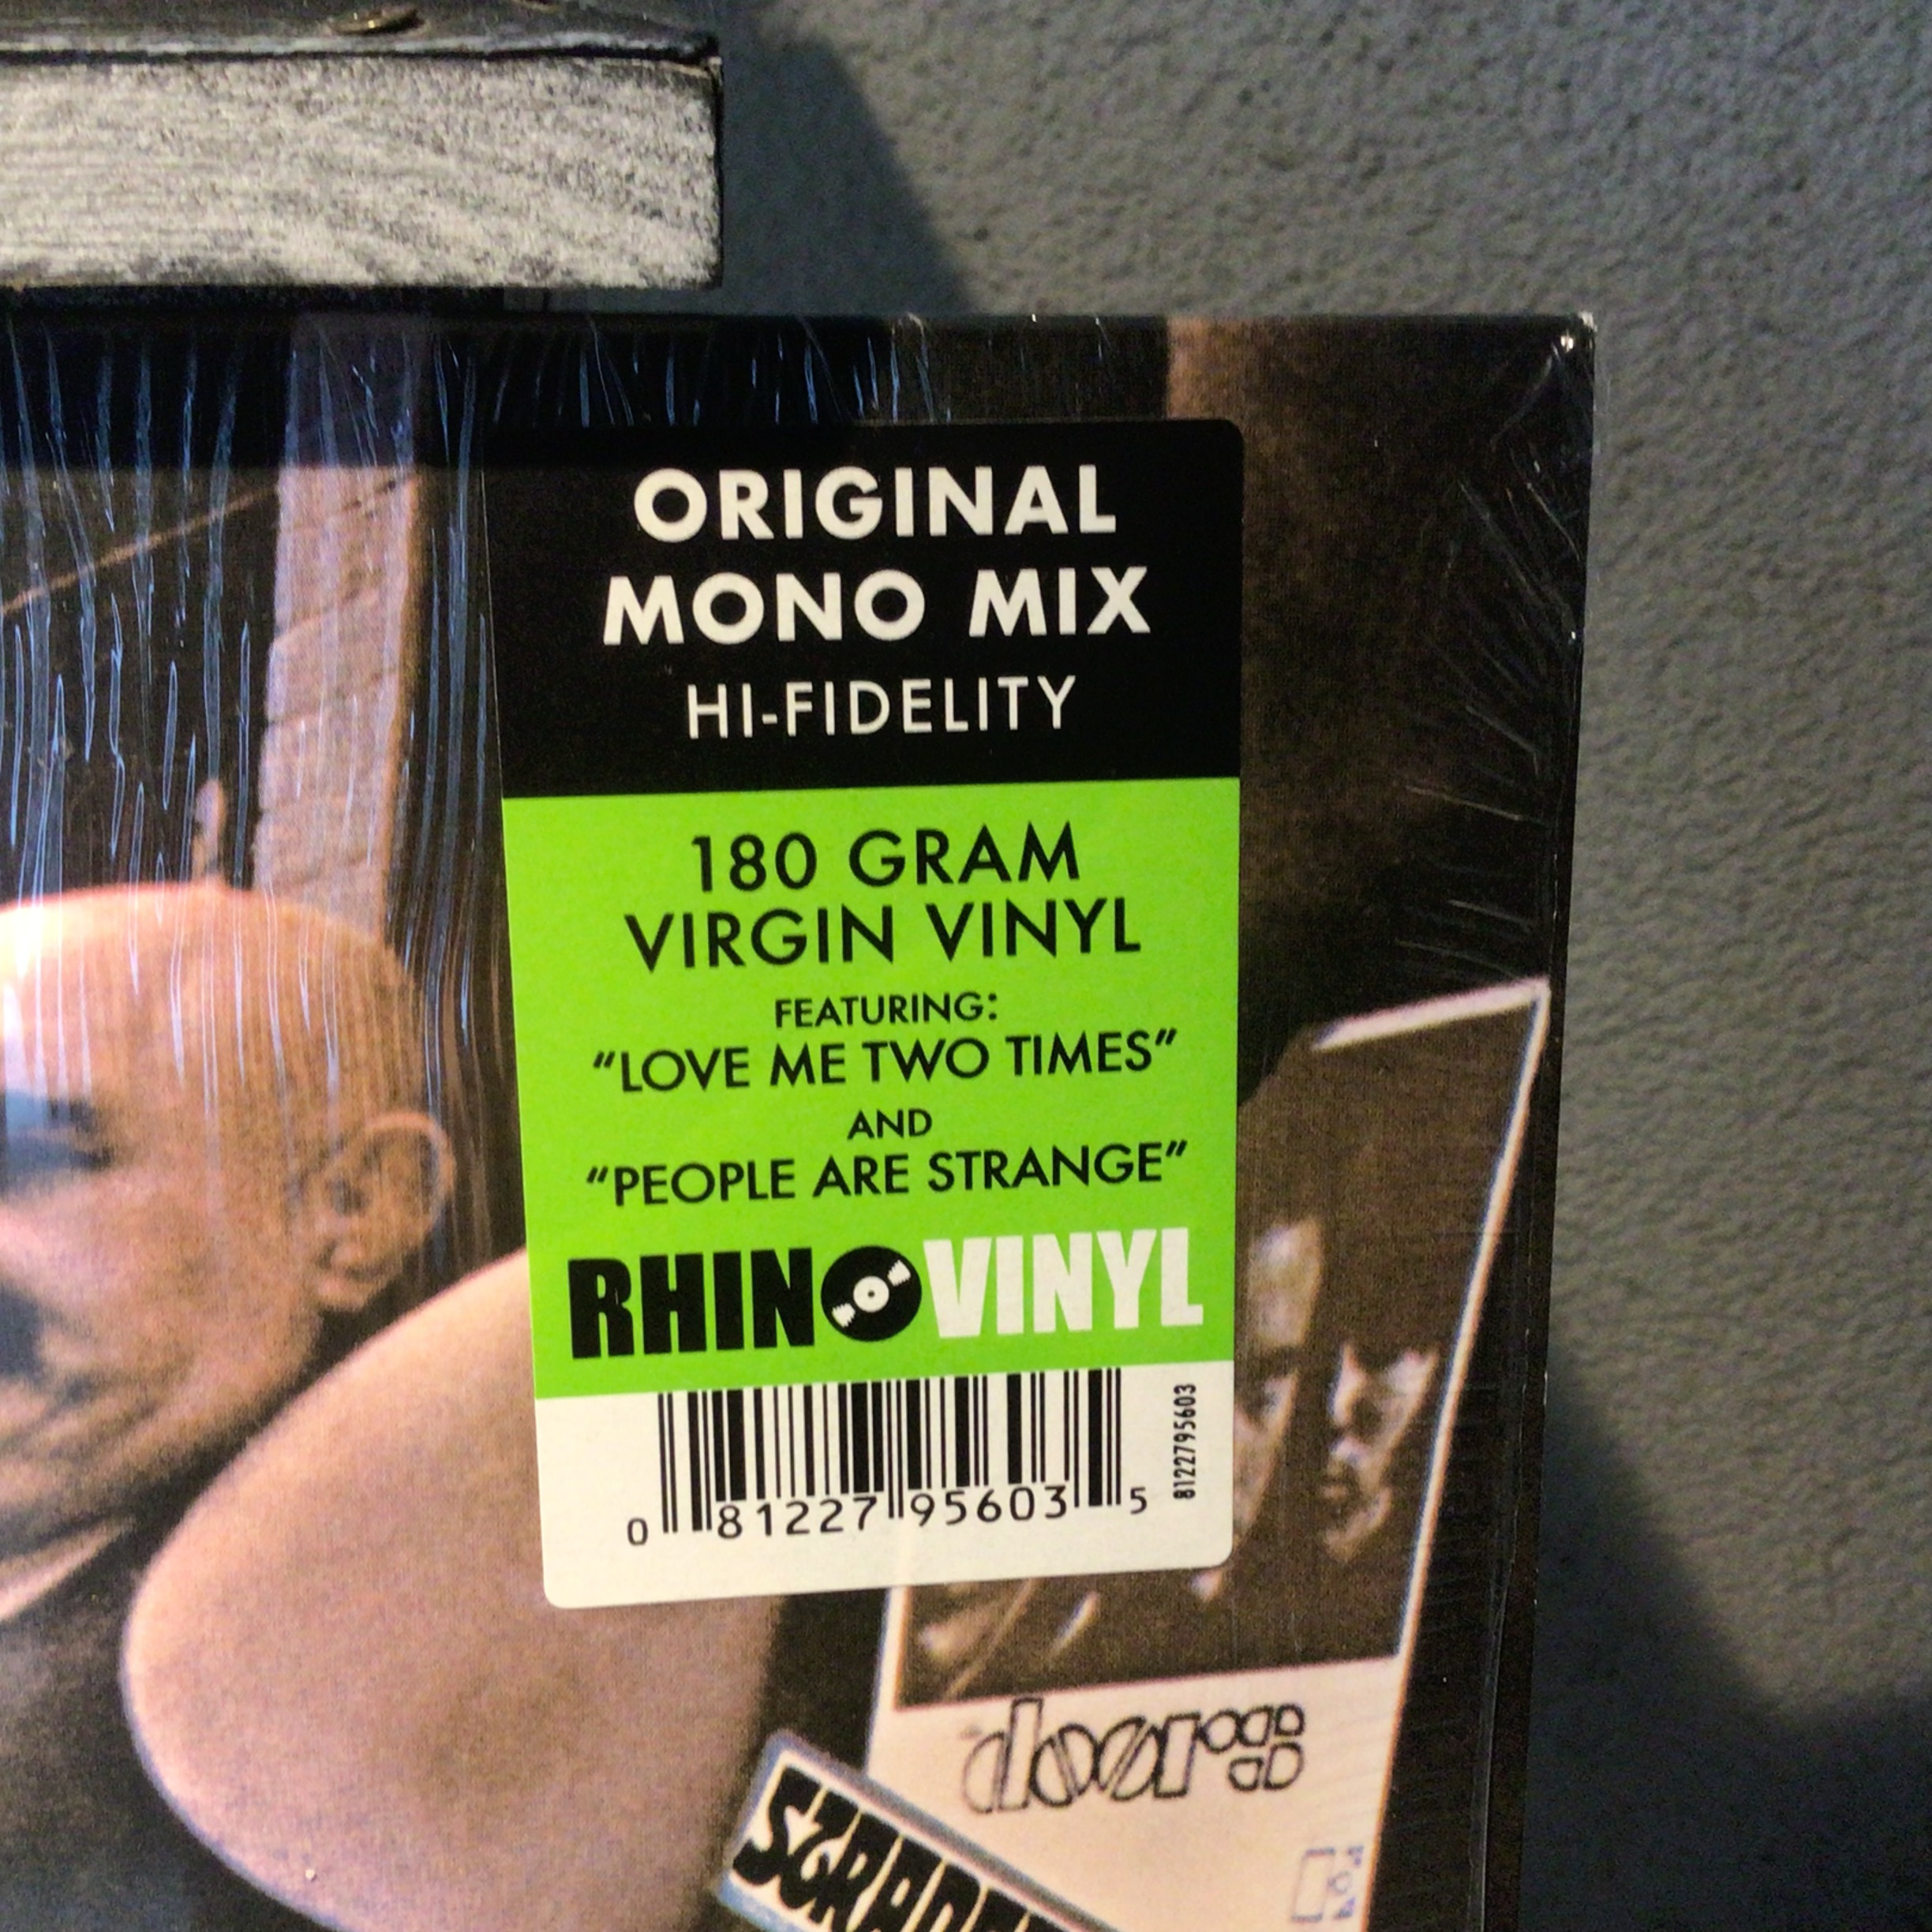 ORIGINAL
MONO MIX
HI-FIDELITY
180 GRAM
VIRGIN VINYL
FEATURING:
“LOVE ME TWO TIMES”
AND
“PEOPLE ARE STRANGE”
RHINO VINYL
0 81227 95603 5
8122795603
doors